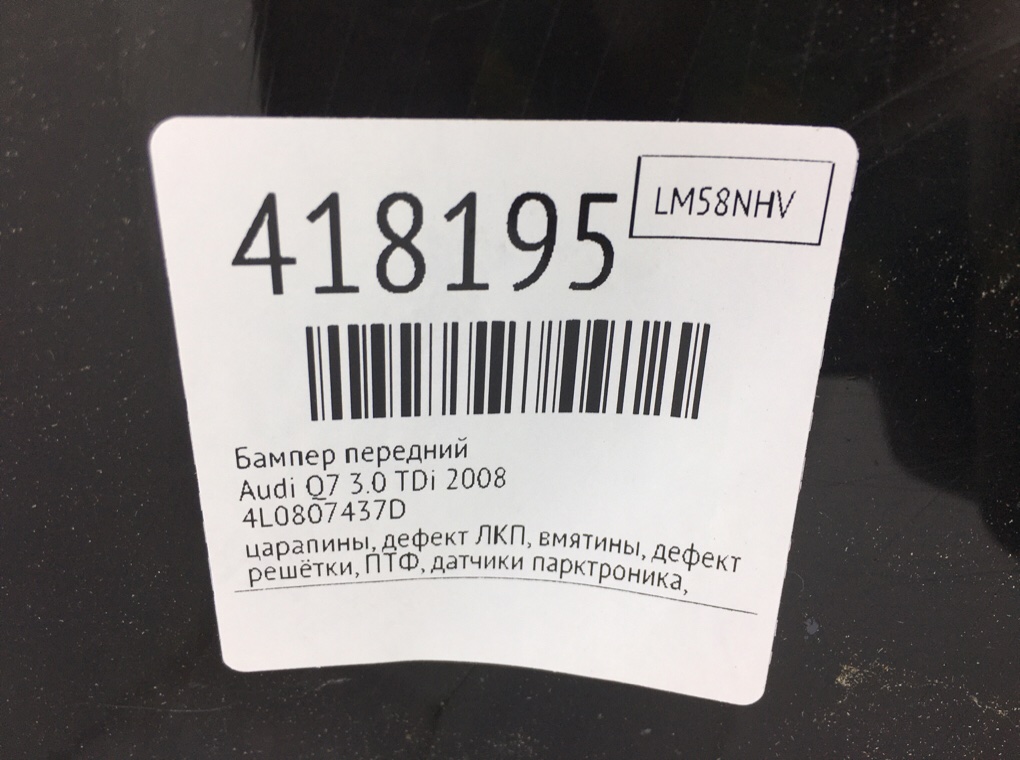 418195
LM58NHV
Бампер передний
Audi Q7 3.0 TDi 2008
4L0807437D
царапины, дефект ЛКП, вмятины, дефект
решётки, ПТФ, датчики парктроника,